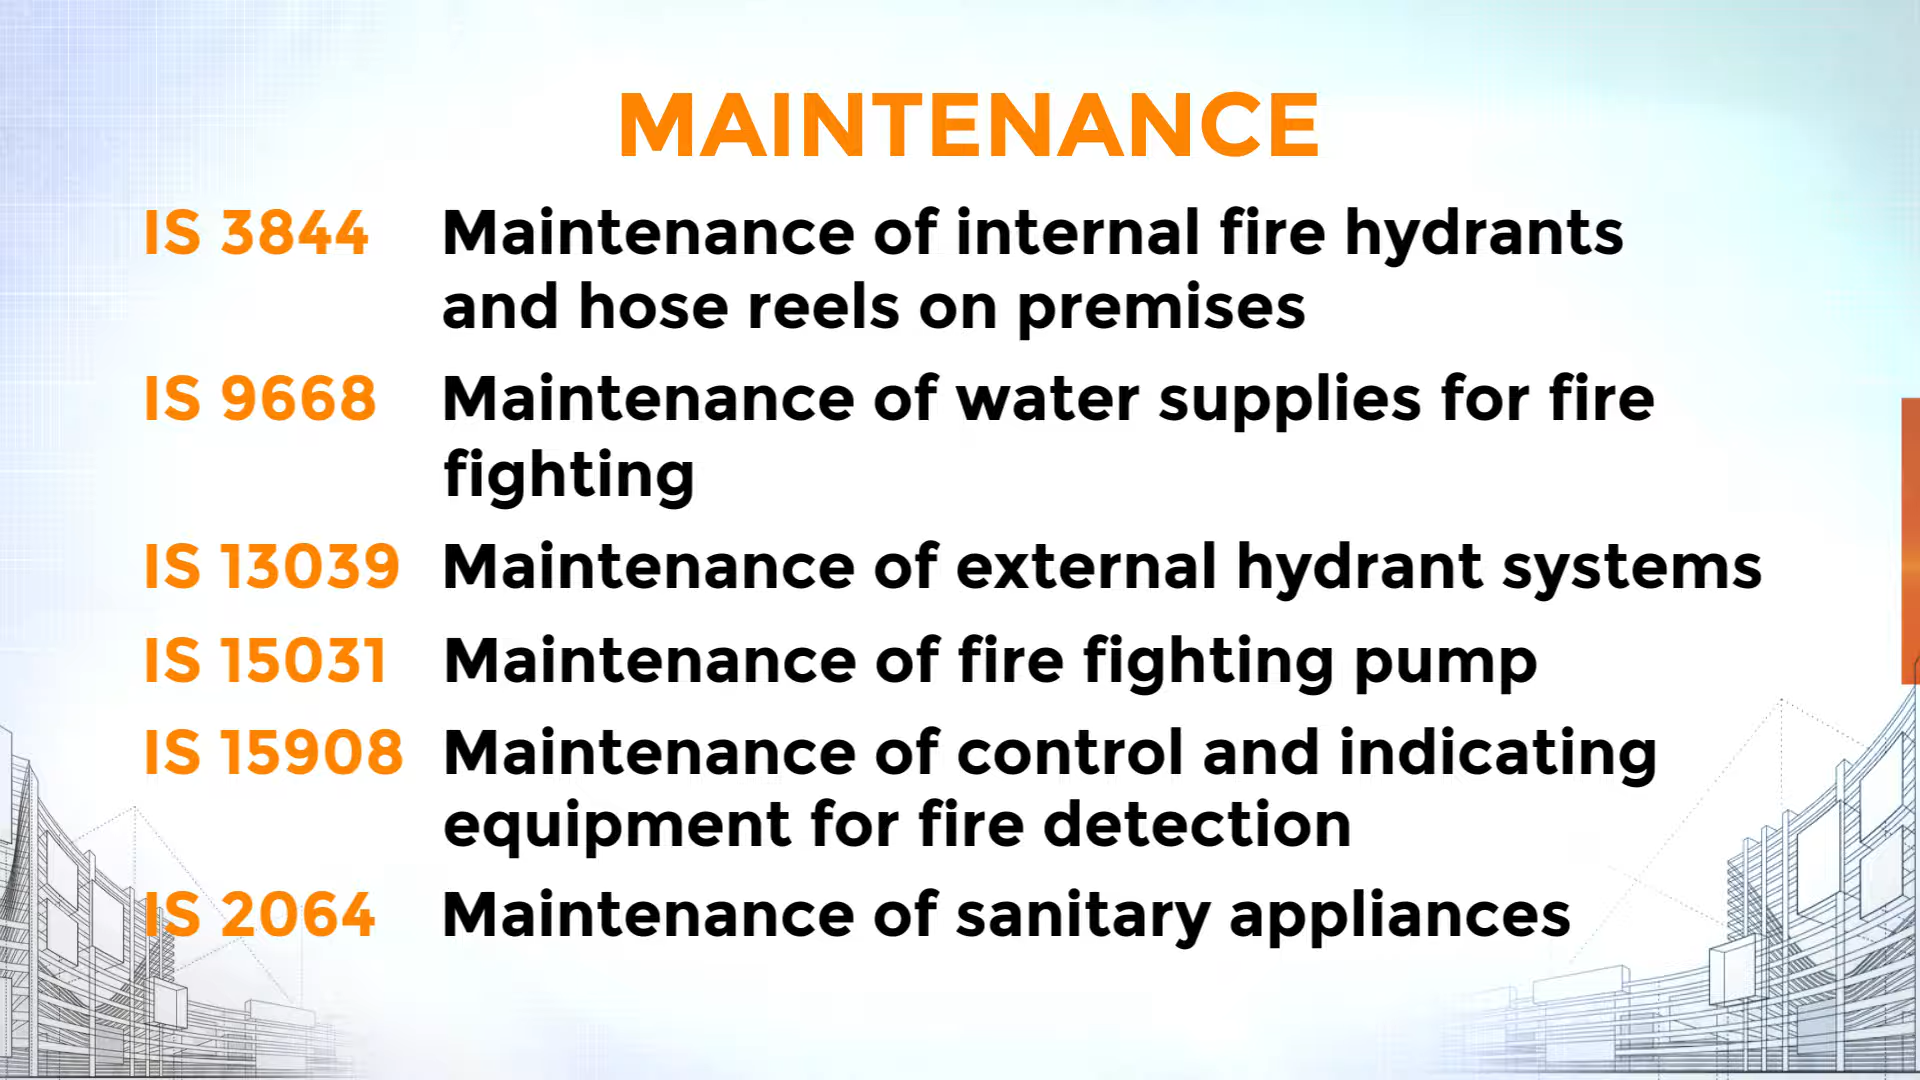 MAINTENANCE
IS 3844 Maintenance of internal fire hydrants
and hose reels on premises
IS 9668 Maintenance of water supplies for fire
fighting
IS 13039 Maintenance of external hydrant systems
IS 15031 Maintenance of fire fighting pump
IS 15908 Maintenance of control and indicating
equipment for fire detection
IS 2064 Maintenance of sanitary appliances